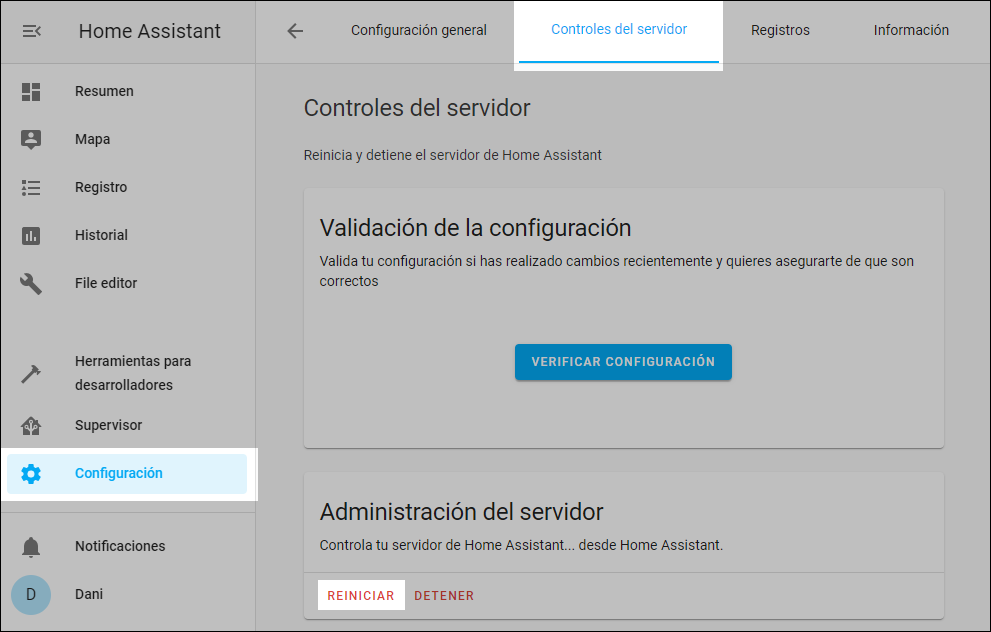 Home Assistant
Resumen
Mapa
Registro
Historial
File editor
Herramientas para
desarrolladores
Supervisor
Configuración
Notificaciones
D
Dani
Configuración general
Controles del servidor
Registros
Información
Controles del servidor
Reinicia y detiene el servidor de Home Assistant
Validación de la configuración
Valida tu configuración si has realizado cambios recientemente y quieres asegurarte de que son
correctos
VERIFICAR CONFIGURACIÓN
Administración del servidor
Controla tu servidor de Home Assistant... desde Home Assistant.
REINICIAR
DETENER